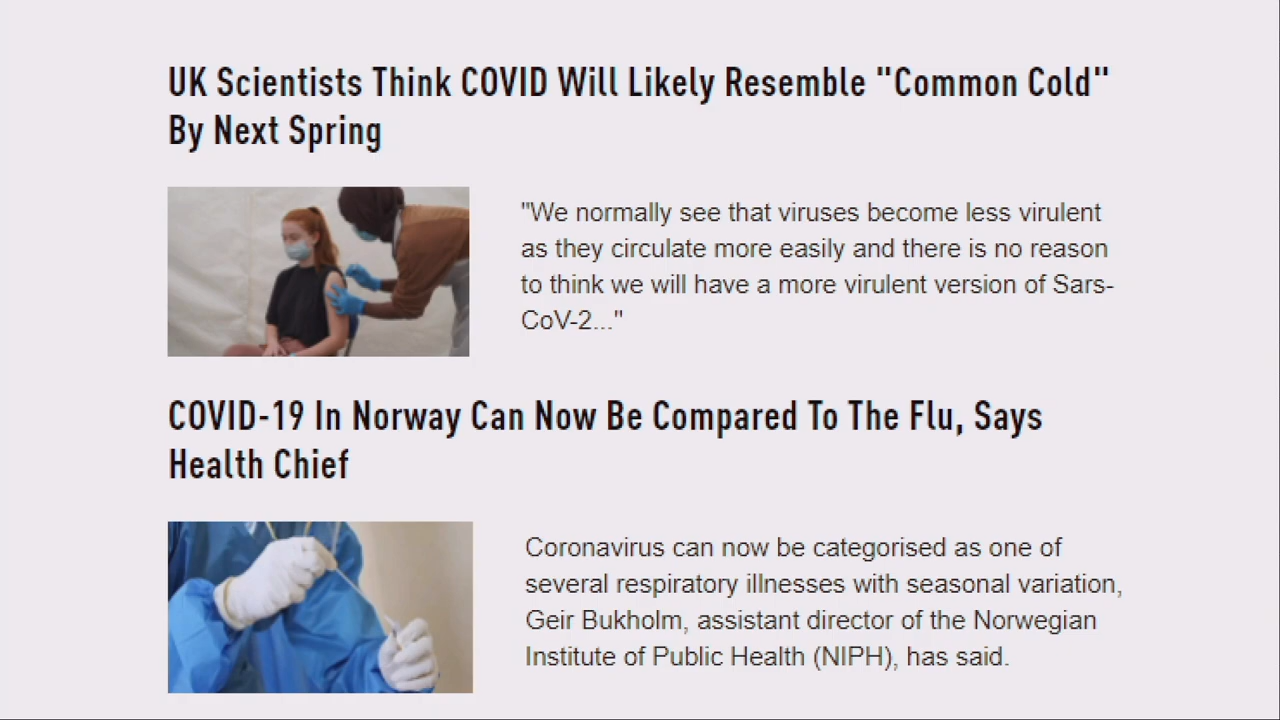 UK Scientists Think COVID Will Likely Resemble "Common Cold"
By Next Spring
"We normally see that viruses become less virulent
as they circulate more easily and there is no reason
to think we will have a more virulent version of Sars-
CoV-2..."
COVID-19 In Norway Can Now Be Compared To The Flu, Says
Health Chief
Coronavirus can now be categorised as one of
several respiratory illnesses with seasonal variation,
Geir Bukholm, assistant director of the Norwegian
Institute of Public Health (NIPH), has said.